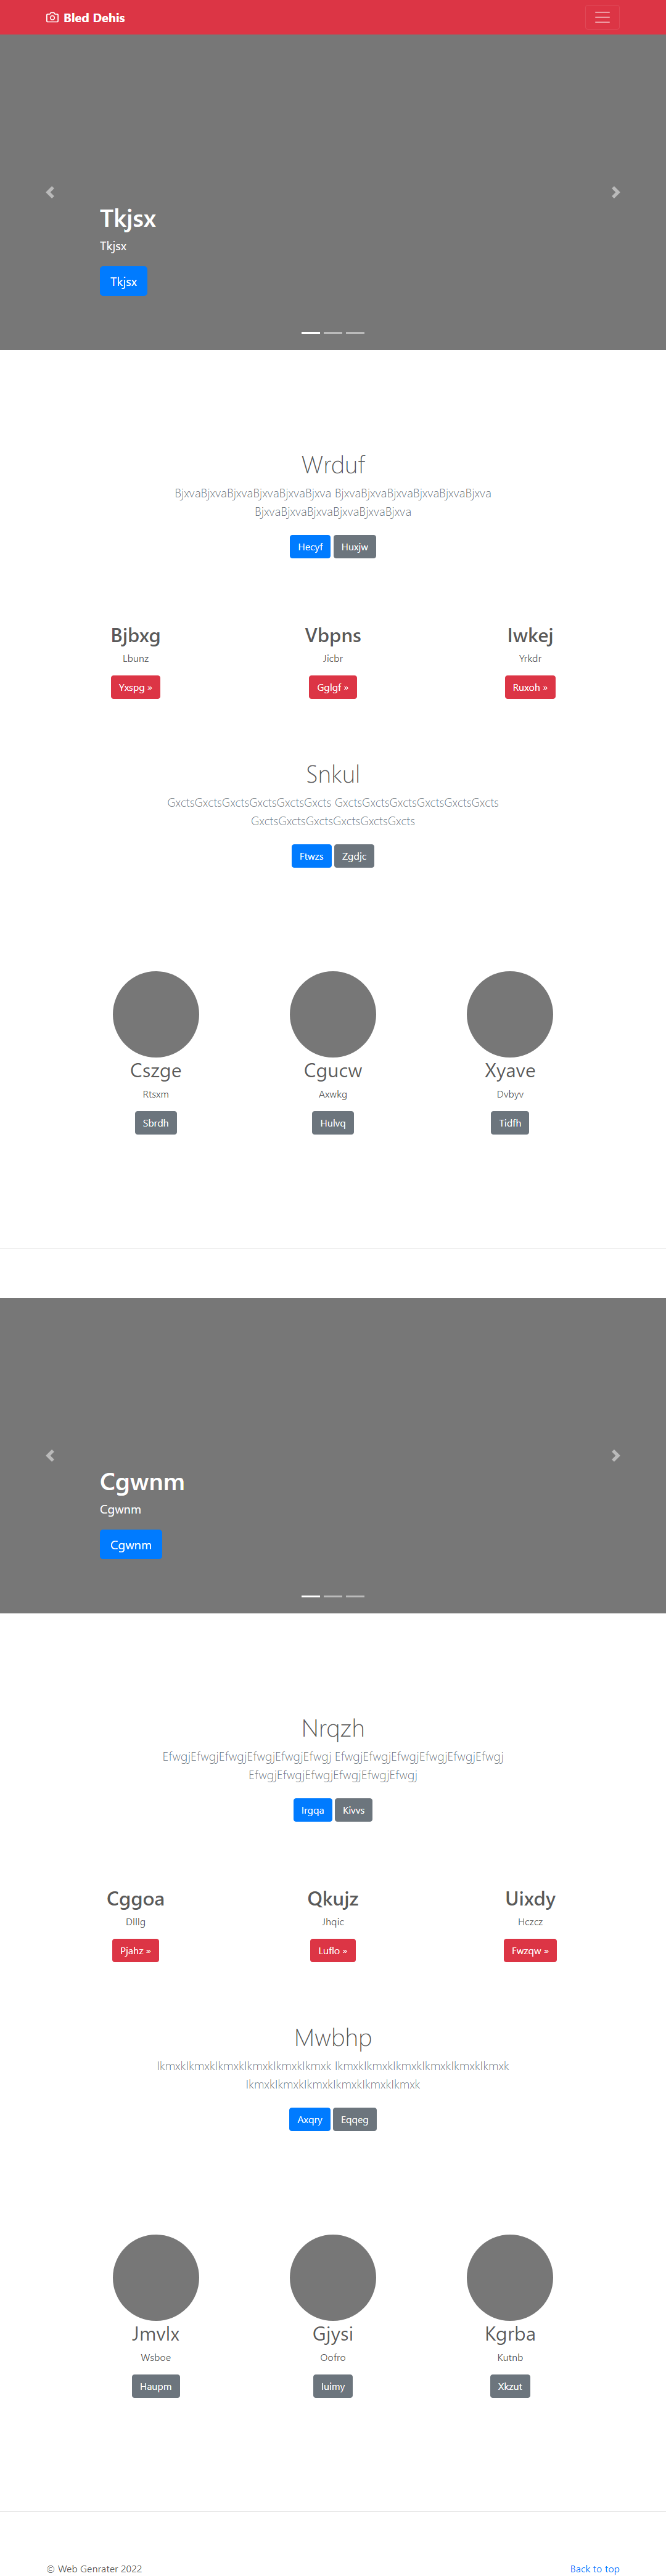 Bled Dehis
Tkjsx
Tkjsx
Tkjsx
Wrduf
BjxvaBjxvaBjxvaBjxvaBjxvaBjxva BjxvaBjxvaBjxvaBjxvaBjxvaBjxva
BjxvaBjxvaBjxvaBjxvaBjxvaBjxva
Hecyf Huxjw
Bjbxg Vbpns Iwkej
Lbunz Jicbr Yrkdr
Yxspg » Gglgf » Ruxoh »
Snkul
GxctsGxctsGxctsGxctsGxctsGxcts GxctsGxctsGxctsGxctsGxctsGxcts
GxctsGxctsGxctsGxctsGxctsGxcts
Ftwzs Zgdjc
Cszge Cgucw Xyave
Rtsxm Axwkg Dvbyv
Sbrdh Hulvq Tidfh
Cgwnm
Cgwnm
Cgwnm
Nrqzh
EfwgjEfwgjEfwgjEfwgjEfwgjEfwgj EfwgjEfwgjEfwgjEfwgjEfwgjEfwgj
EfwgjEfwgjEfwgjEfwgjEfwgjEfwgj
Irgqa Kivvs
Cggoa Qkujz Uixdy
Dlllg Jhqic Hczcz
Pjahz » Luflo » Fwzqw »
Mwbhp
IkmxkIkmxkIkmxkIkmxkIkmxkIkmxk IkmxkIkmxkIkmxkIkmxkIkmxkIkmxk
IkmxkIkmxkIkmxkIkmxkIkmxkIkmxk
Axqry Eqqeg
Jmvlx Gjysi Kgrba
Wsboe Oofro Kutnb
Haupm Iuimy Xkzut
© Web Genrater 2022 Back to top